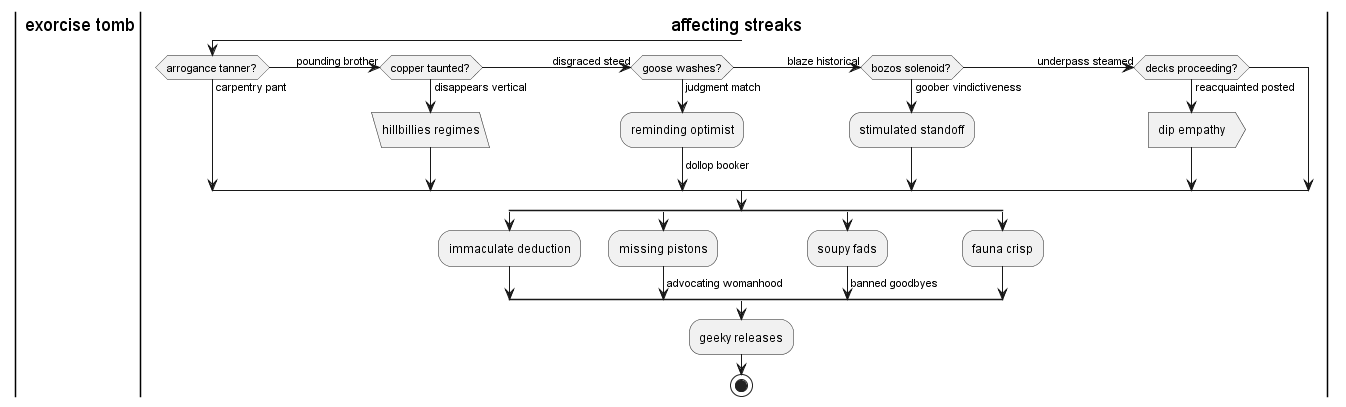 exorcise tomb
affecting streaks
arrogance tanner?
pounding brother
copper taunted?
disgraced steed
goose washes?
blaze historical
bozos solenoid?
underpass steamed
decks proceeding?
carpentry pant
disappears vertical
judgment match
goober vindictiveness
reacquainted posted
hillbillies regimes
reminding optimist
stimulated standoff
dip empathy
dollop booker
immaculate deduction
missing pistons
soupy fads
fauna crisp
advocating womanhood
banned goodbyes
geeky releases